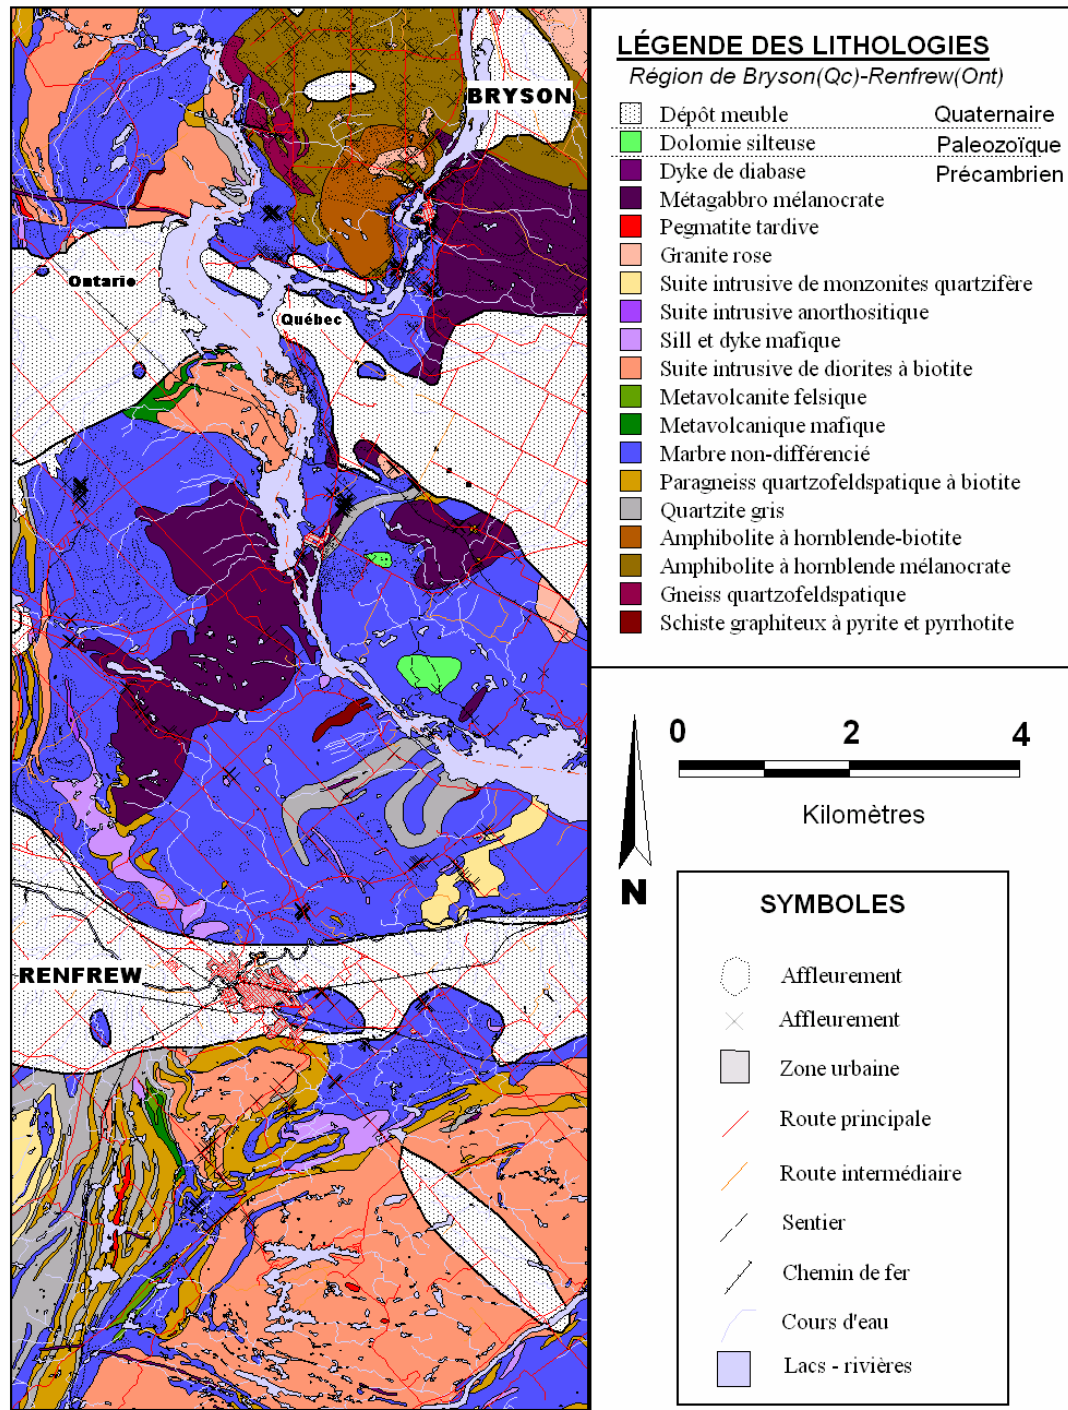 BRYSON
Ontario
Québec
RENFREW
LÉGENDE DES LITHOLOGIES
Région de Bryson(Qc)-Renfrew(Ont)
Dépôt meuble Quaternaire
Dolomie silteuse Paleozoïque
Dyke de diabase Précambrien
Métagabbro mélanocrate
Pegmatite tardive
Granite rose
Suite intrusive de monzonites quartzifère
Suite intrusive anorthositique
Sill et dyke mafique
Suite intrusive de diorites à biotite
Metavolcanite felsique
Metavolcanique mafique
Marbre non-différencié
Paragneiss quartzofeldspatique à biotite
Quartzite gris
Amphibolite à hornblende-biotite
Amphibolite à hornblende mélanocrate
Gneiss quartzofeldspatique
Schiste graphiteux à pyrite et pyrrhotite
0 2 4
Kilomètres
N
SYMBOLES
Affleurement
Affleurement
Zone urbaine
Route principale
Route intermédiaire
Sentier
Chemin de fer
Cours d'eau
Lacs - rivières